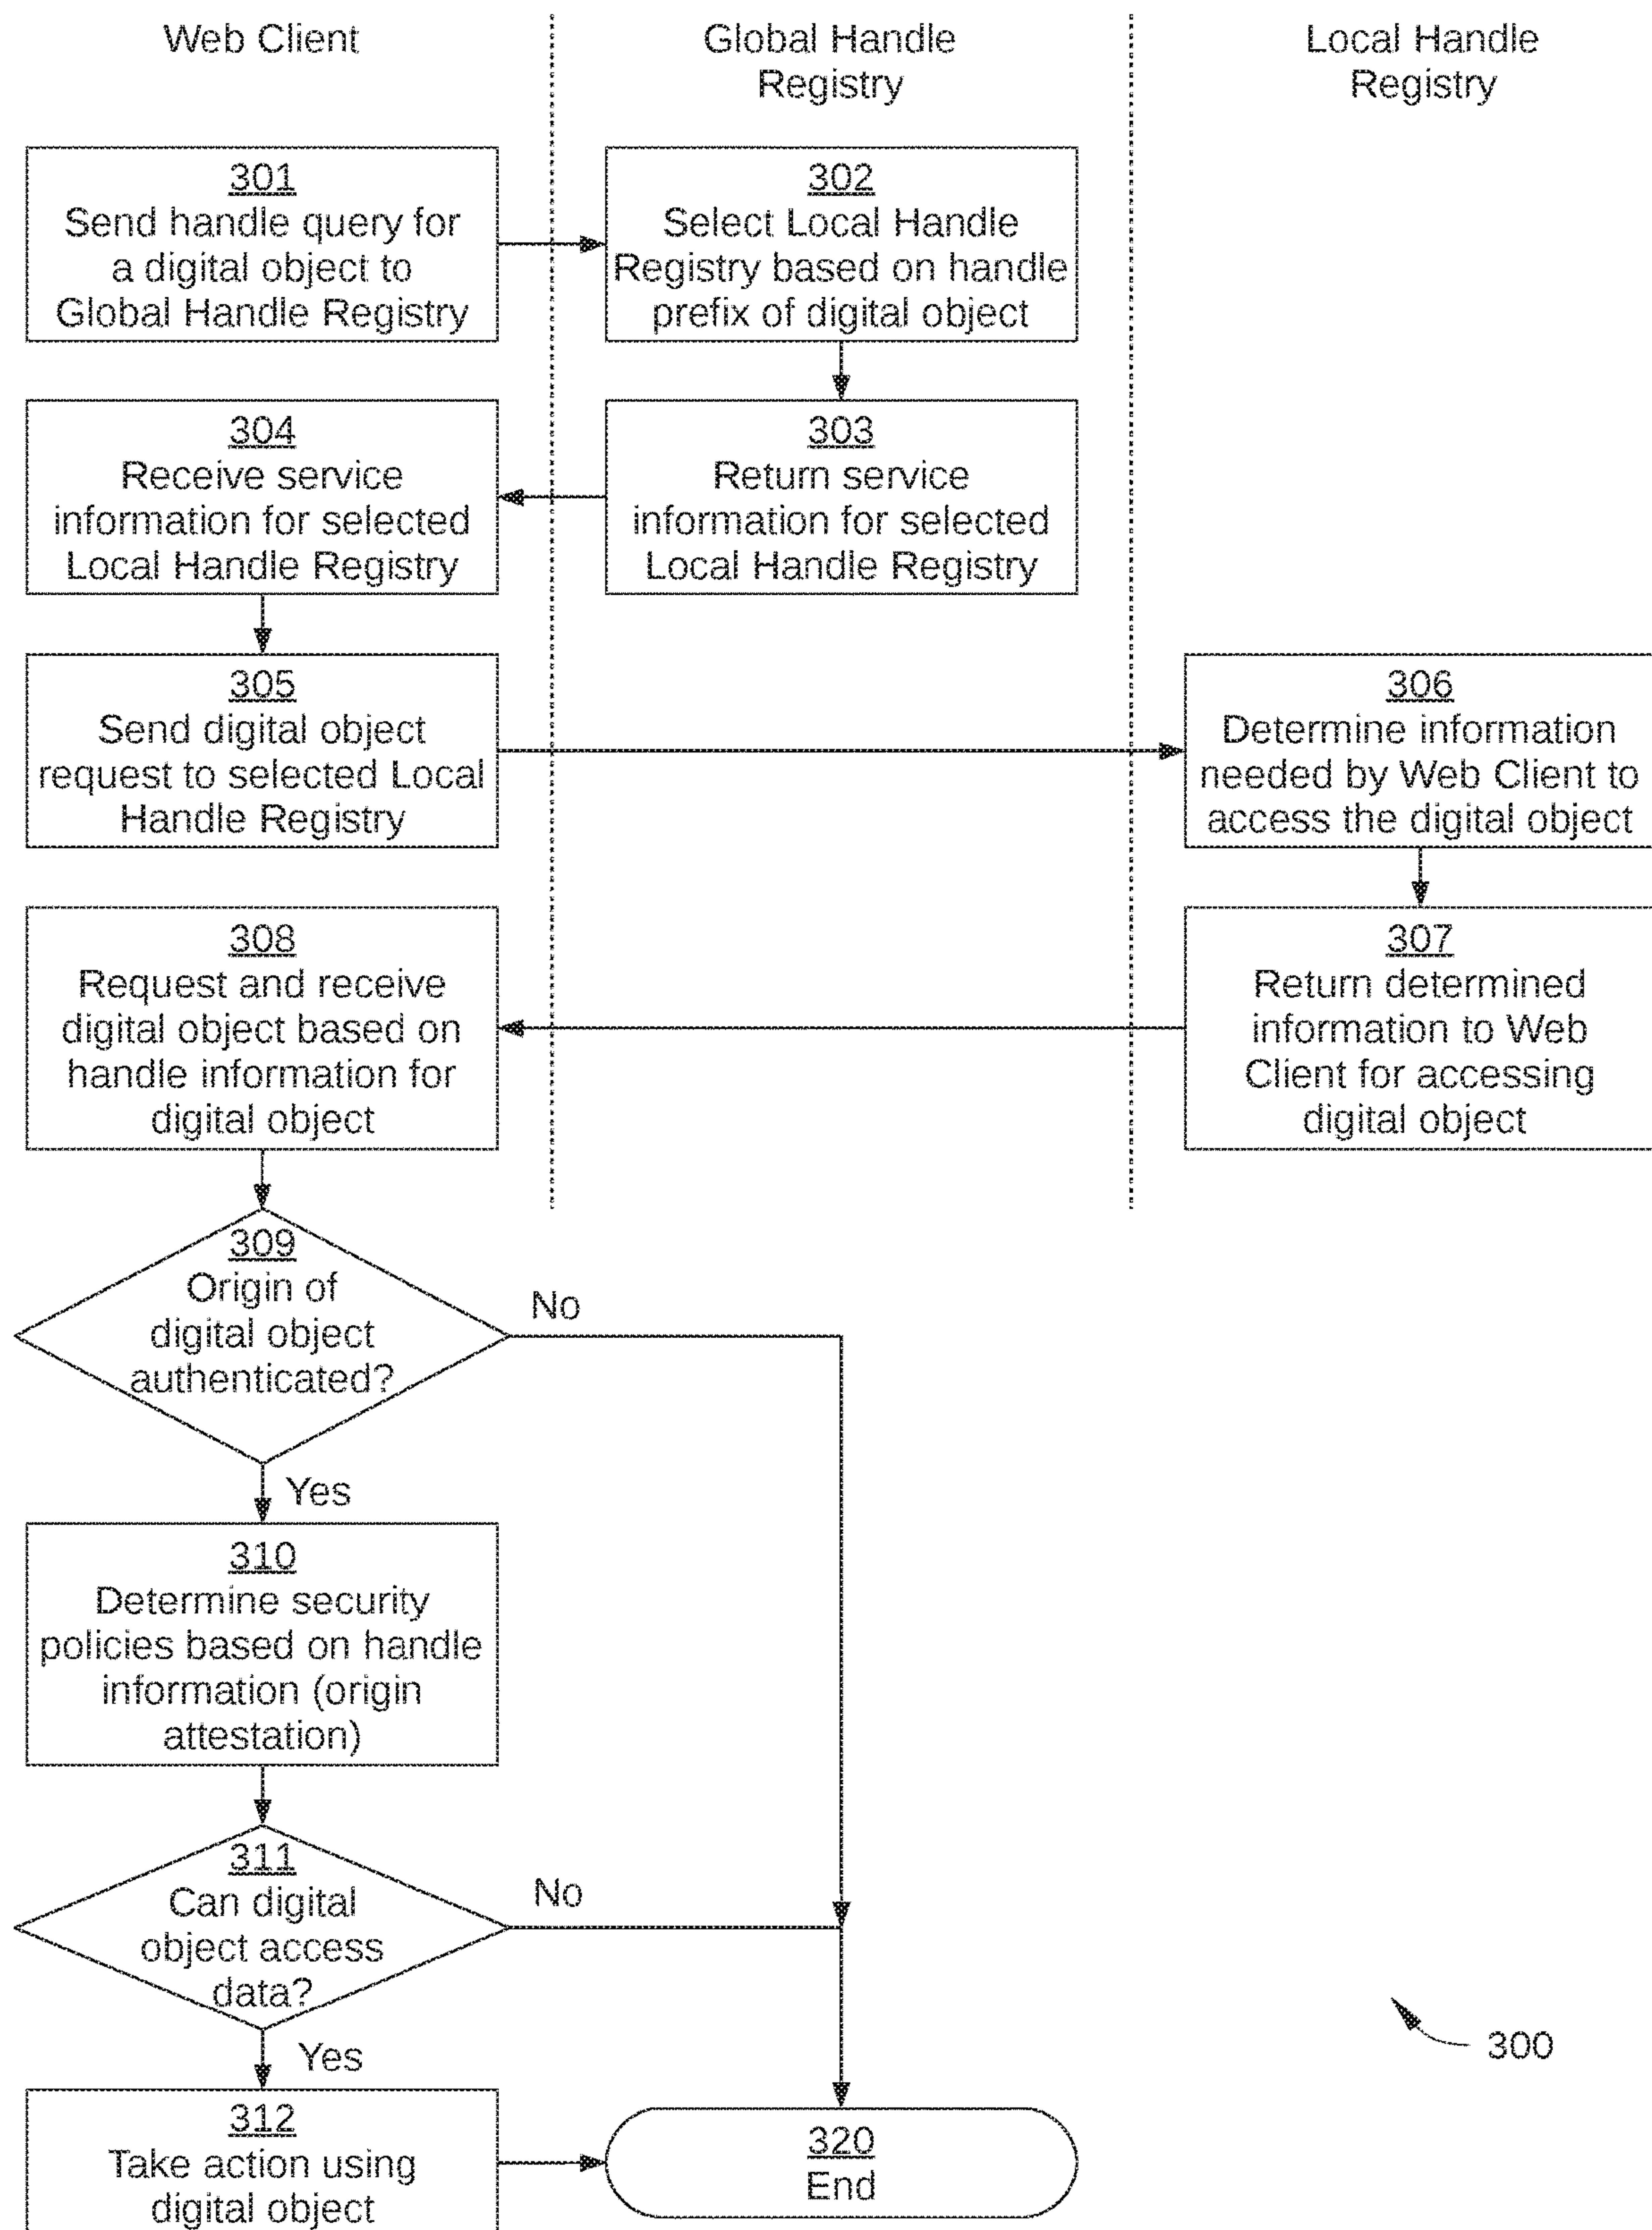 Web Client
Global Handle
Registry
Local Handle
Registry
301
Send handle query for
a digital object to
Global Handle Registry
302
Select Local Handle
Registry based on handle
prefix of digital object
304
Receive service
information for selected
Local Handle Registry
303
Return service
information for selected
Local Handle Registry
305
Send digital object
request to selected Local
Handle Registry
306
Determine information
needed by Web Client to
access the digital object
308
Request and receive
digital object based on
handle information for
digital object
307
Return determined
information to Web
Client for accessing
digital object
309
Origin of
digital object
authenticated?
No
Yes
310
Determine security
policies based on handle
information (origin
attestation)
311
Can digital
object access
data?
No
Yes
300
312
Take action using
digital object
320
End